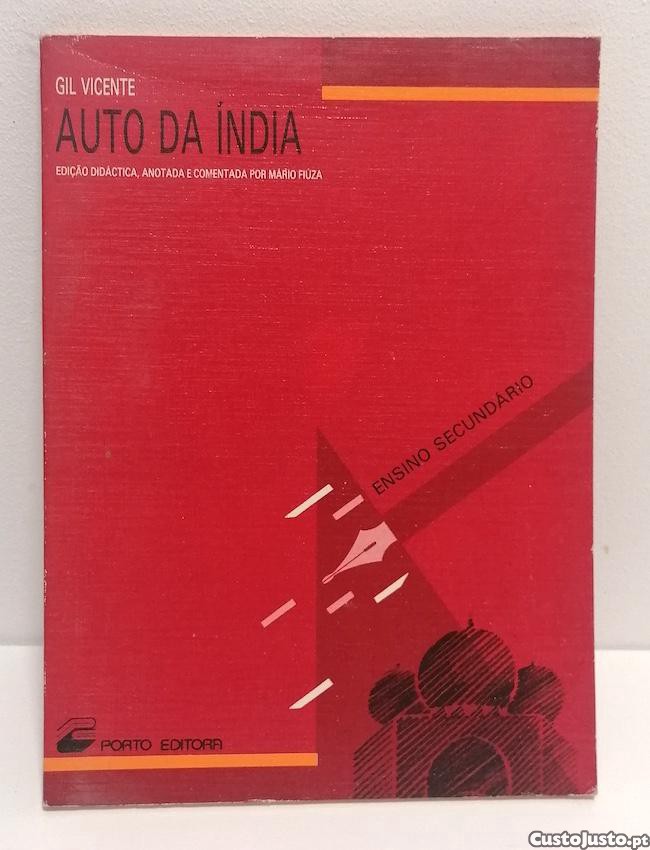 GIL VICENTE
AUTO DA ÍNDIA
EDIÇÃO DIDÁCTICA, ANOTADA E COMENTADA POR MÁRIO FIÚZA
ENSINO SECUNDÁRIO
PORTO EDITORA
CustoJusto.pt